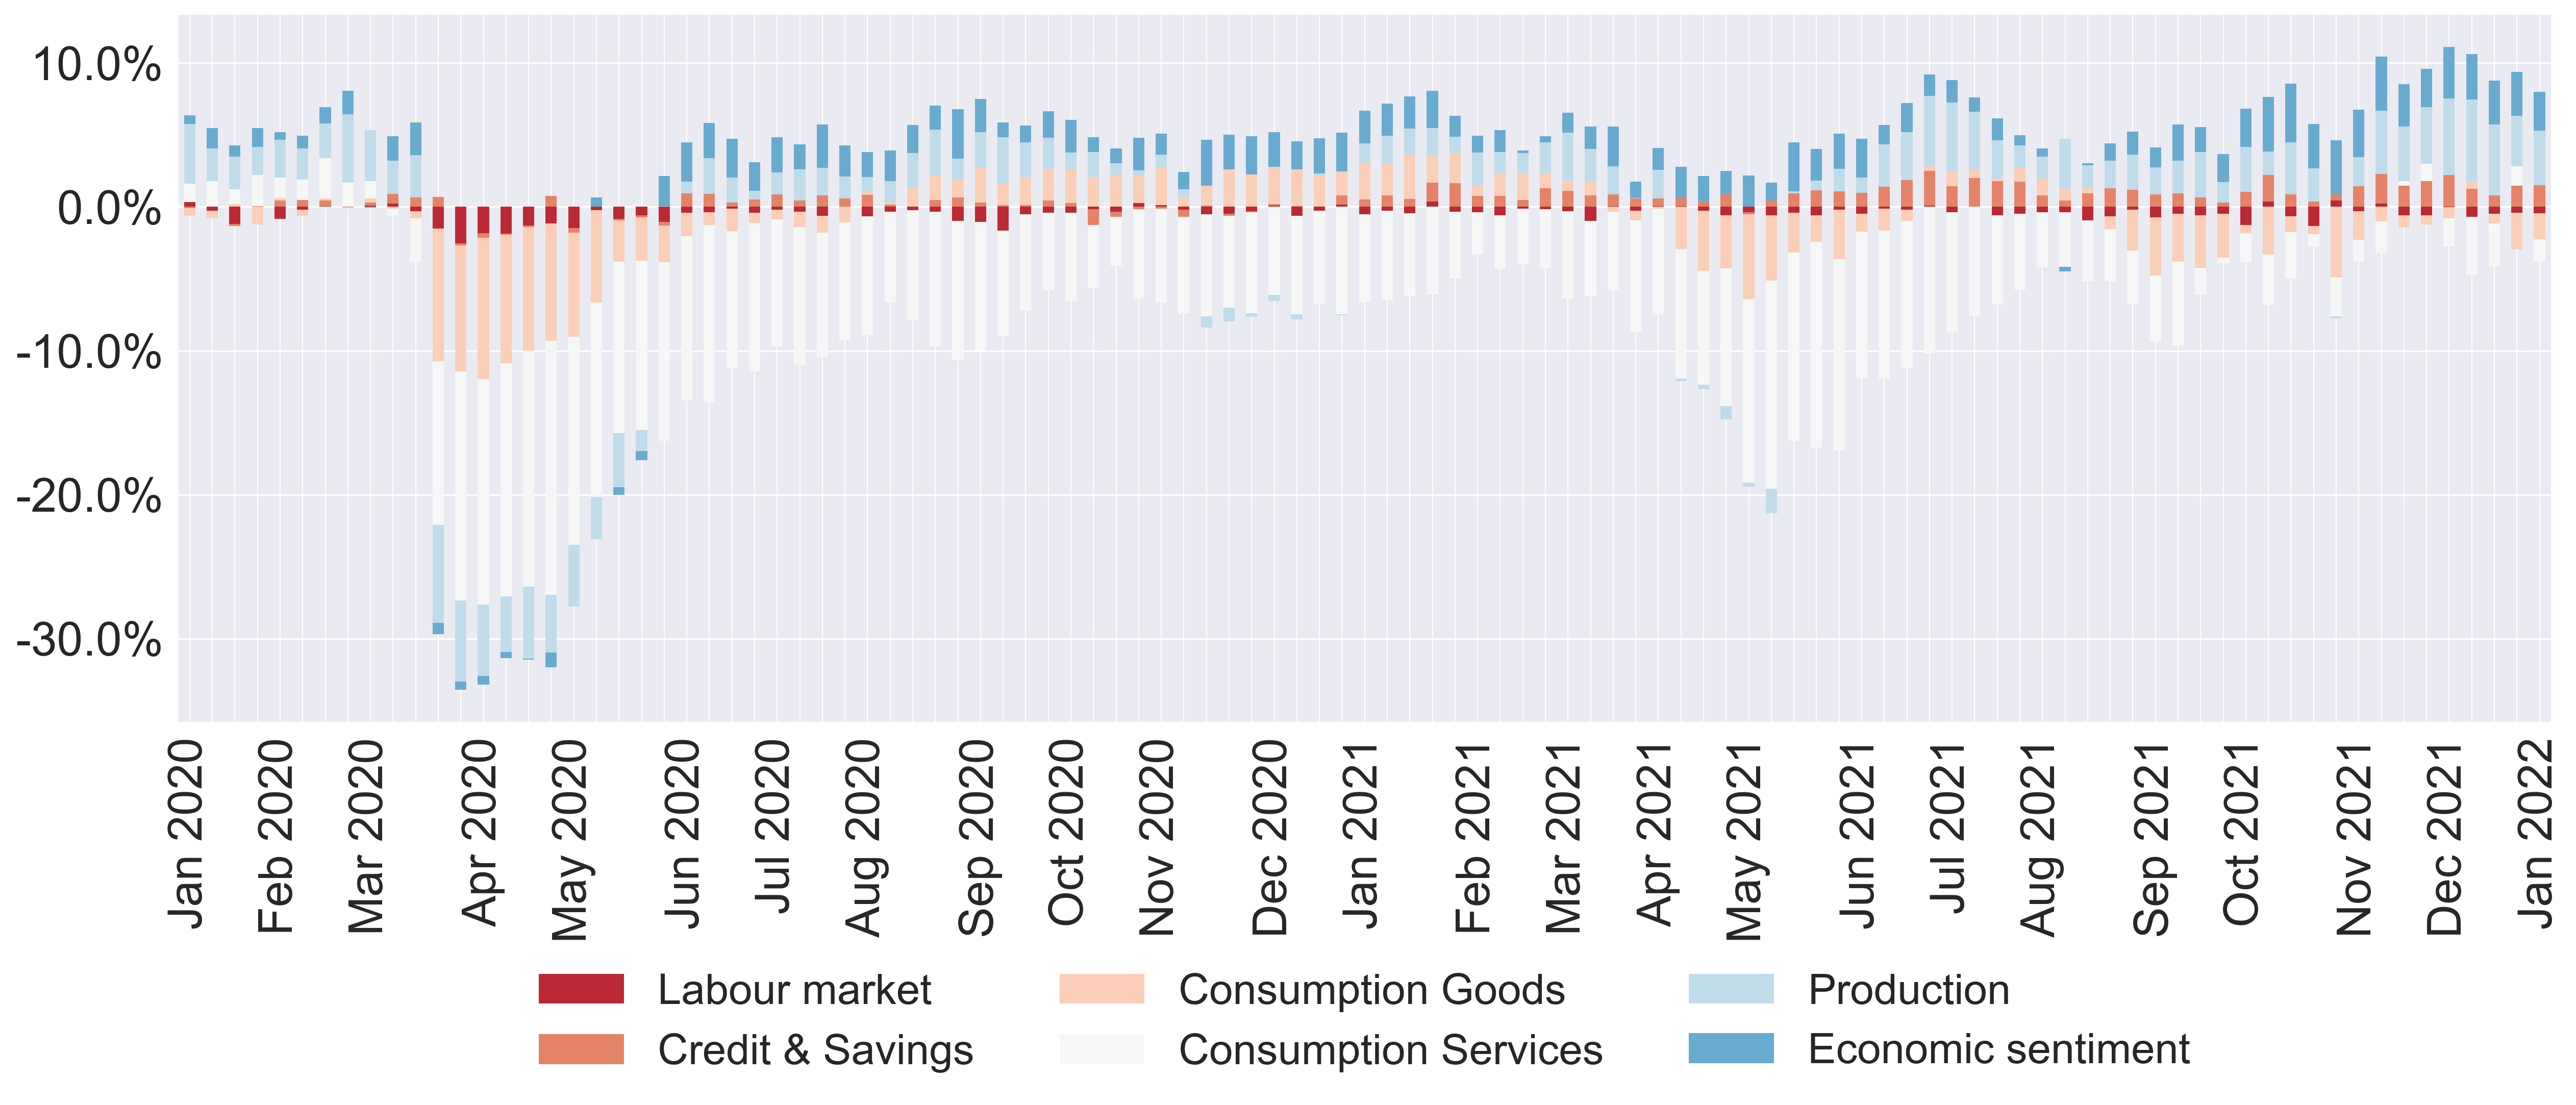 10.0%
0.0%
-10.0%
-20.0%
-30.0%
Jan 2020
Feb 2020
Mar 2020
Apr 2020
May 2020
Jun 2020
Jul 2020
Aug 2020
Sep 2020
Oct 2020
Nov 2020
Dec 2020
Jan 2021
Feb 2021
Mar 2021
Apr 2021
May 2021
Jun 2021
Jul 2021
Aug 2021
Sep 2021
Oct 2021
Nov 2021
Dec 2021
Jan 2022
Labour market
Credit & Savings
Consumption Goods
Consumption Services
Production
Economic sentiment